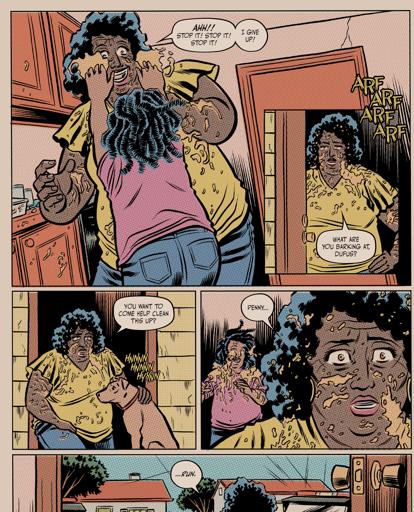 AHH!!
STOP IT! STOP IT!
STOP IT!
I GIVE
UP!
ARF
ARF
ARF
ARF
WHAT ARE
YOU BARKING AT,
DUFUS?
YOU WANT TO
COME HELP CLEAN
THIS UP?
PENNY...
...RUN.